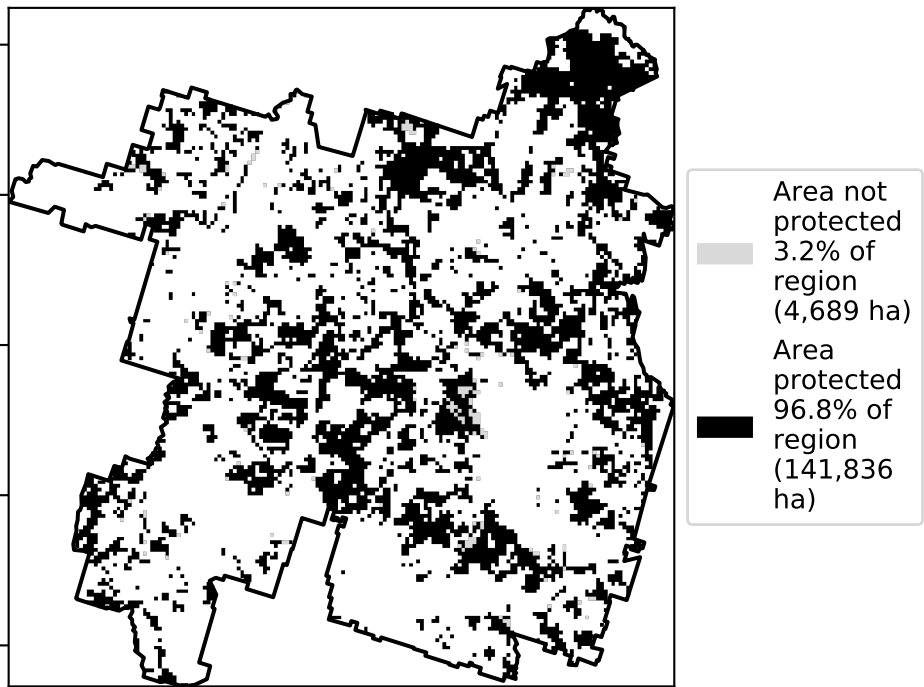 Area not
protected
3.2% of
region
(4,689 ha)
Area
protected
96.8% of
region
(141,836
ha)